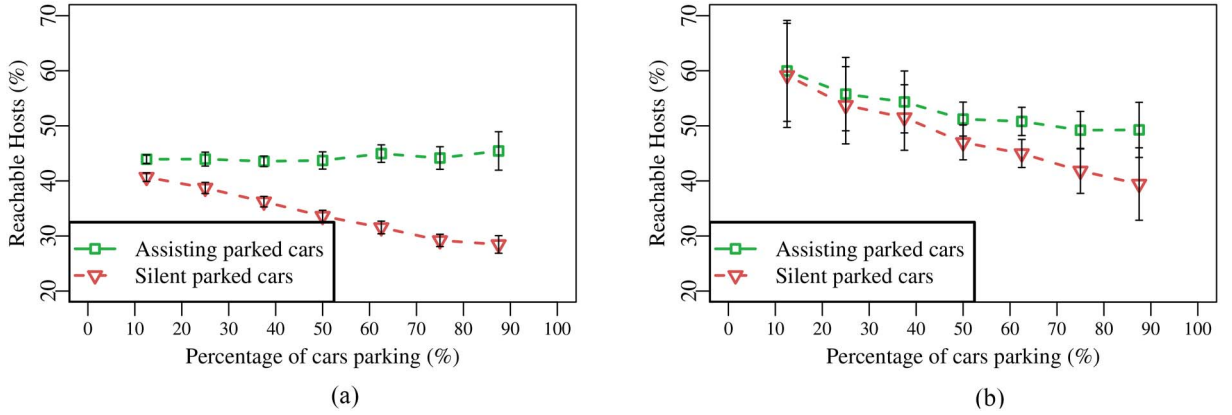 70
60
50
40
30
20
Reachable Hosts (%)
Assisting parked cars
Silent parked cars
0 10 20 30 40 50 60 70 80 90 100
Percentage of cars parking (%)
(a)
70
60
50
40
30
20
Reachable Hosts (%)
Assisting parked cars
Silent parked cars
0 10 20 30 40 50 60 70 80 90 100
Percentage of cars parking (%)
(b)